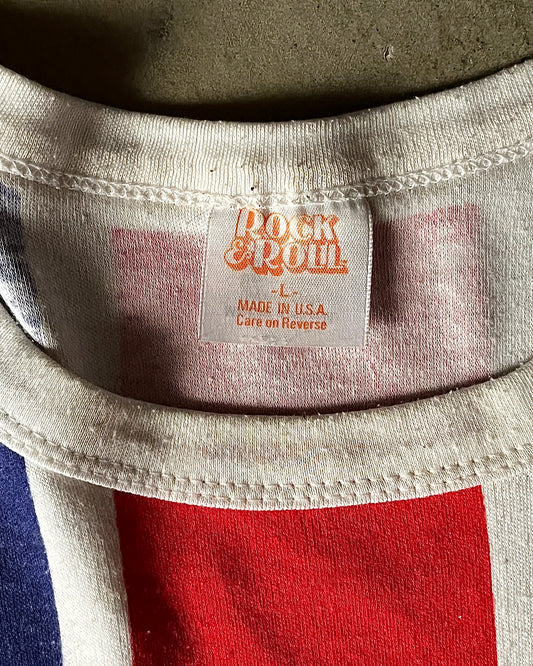 ROCK
& ROLL
-L-
MADE IN U.S.A.
Care on Reverse